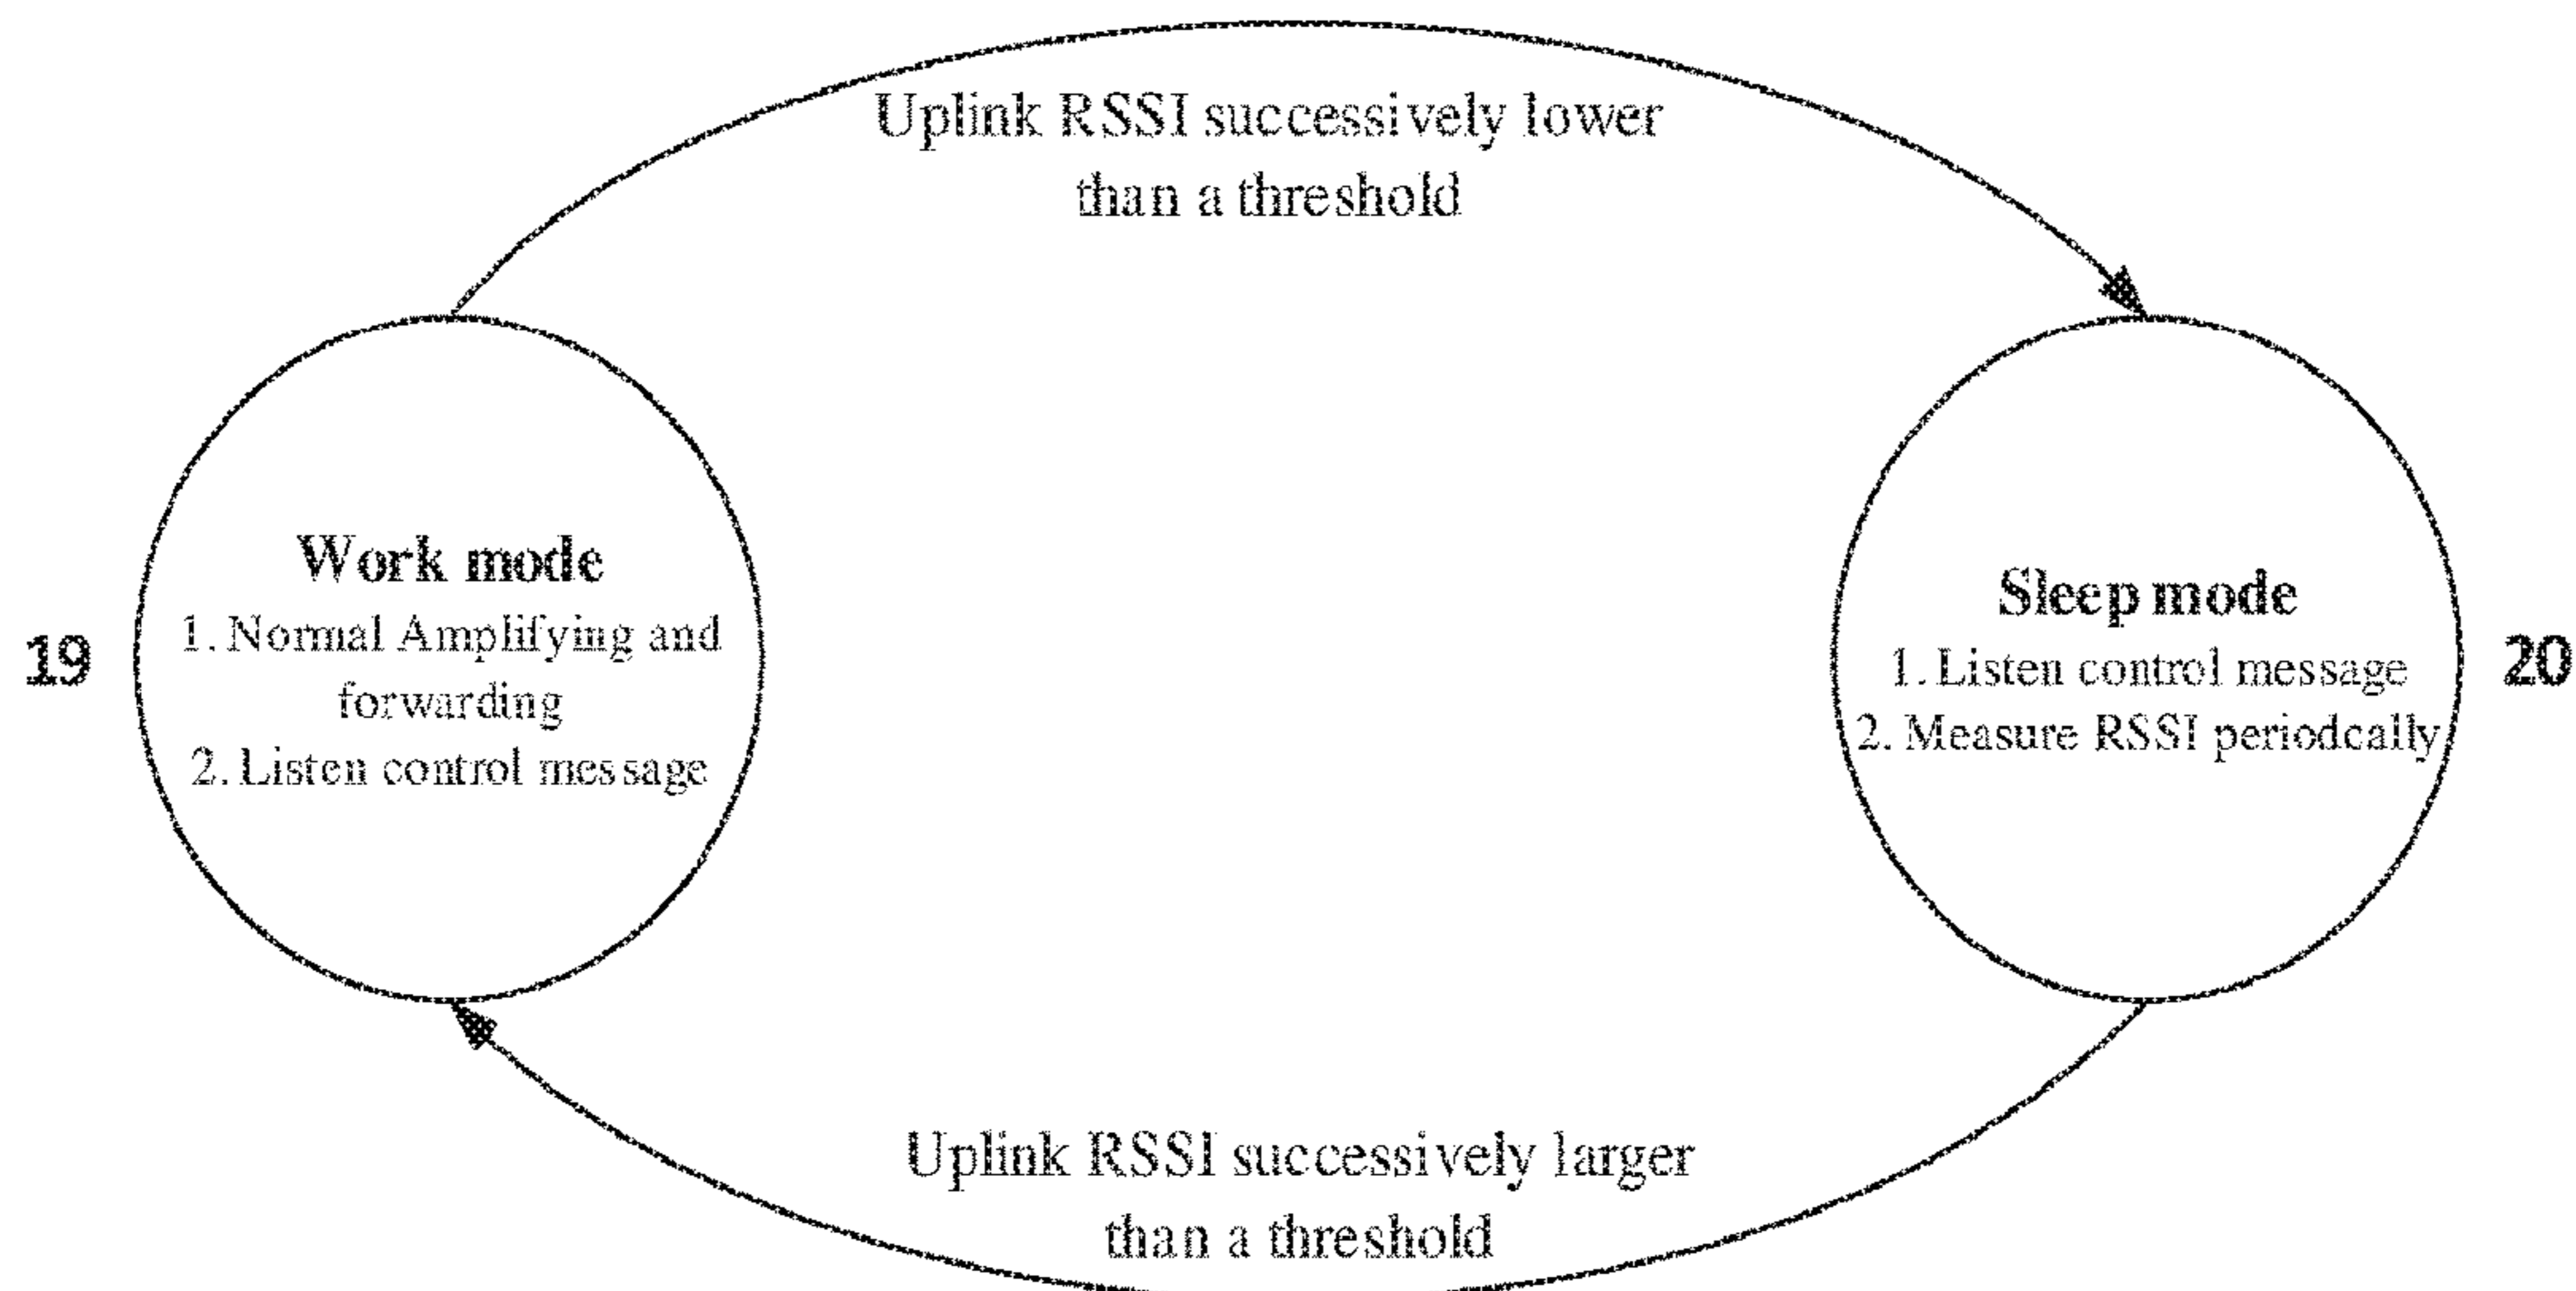 Uplink RSSI successively lower
than a threshold
Work mode
1. Normal Amplifying and
forwarding
2. Listen control message
19
Sleep mode
1. Listen control message
2. Measure RSSI periodcally
20
Uplink RSSI successively larger
than a threshold